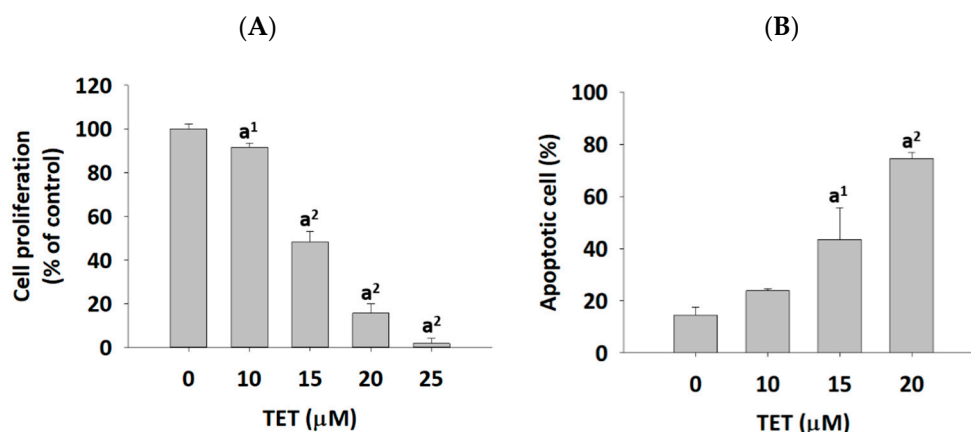 (A)
Cell proliferation
(% of control)
120
100
80
60
40
20
0
a¹
a²
a²
a²
0 10 15 20 25
TET (μM)
(B)
Apoptotic cell (%)
100
80
60
40
20
0
a¹
a²
0 10 15 20
TET (μM)